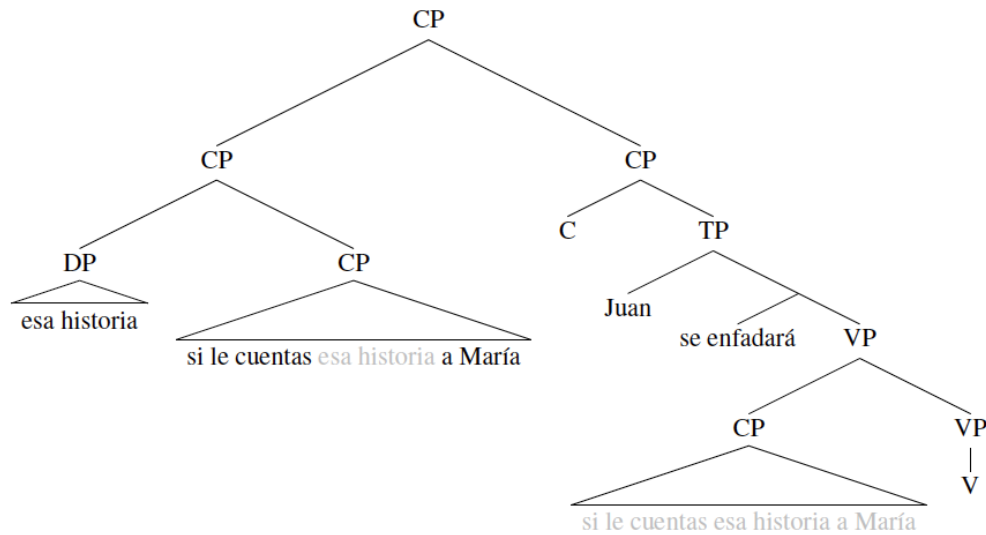 CP
CP CP
C TP
DP CP
esa historia
Juan
se enfadará VP
si le cuentas esa historia a María
CP VP
V
si le cuentas esa historia a María